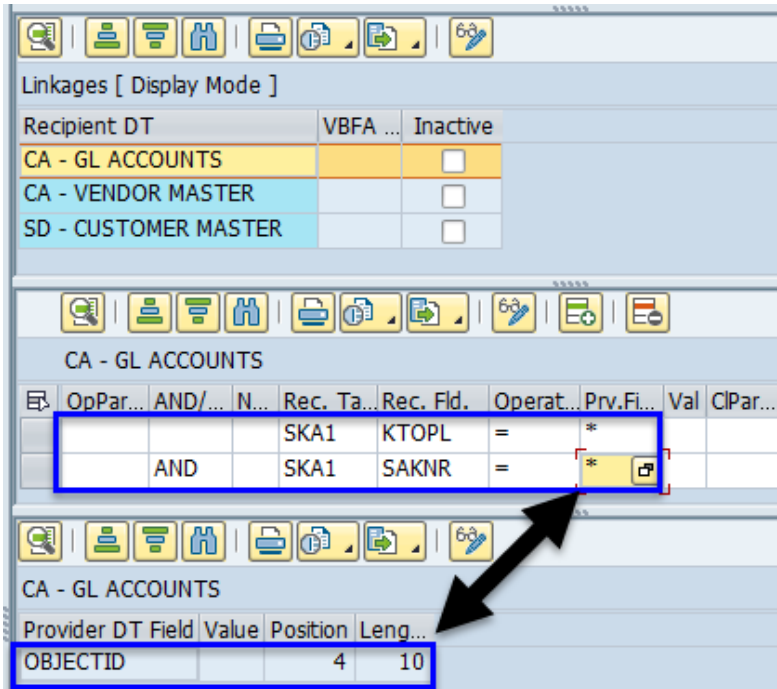 Linkages [ Display Mode ]
Recipient DT VBFA ... Inactive
CA - GL ACCOUNTS
CA - VENDOR MASTER
SD - CUSTOMER MASTER
CA - GL ACCOUNTS
OpPar... AND/... N... Rec. Ta... Rec. Fld. Operat... Prv.Fi... Val ClPar...
SKA1 KTOPL = *
AND SKA1 SAKNR = *
CA - GL ACCOUNTS
Provider DT Field Value Position Leng...
OBJECTID 4 10